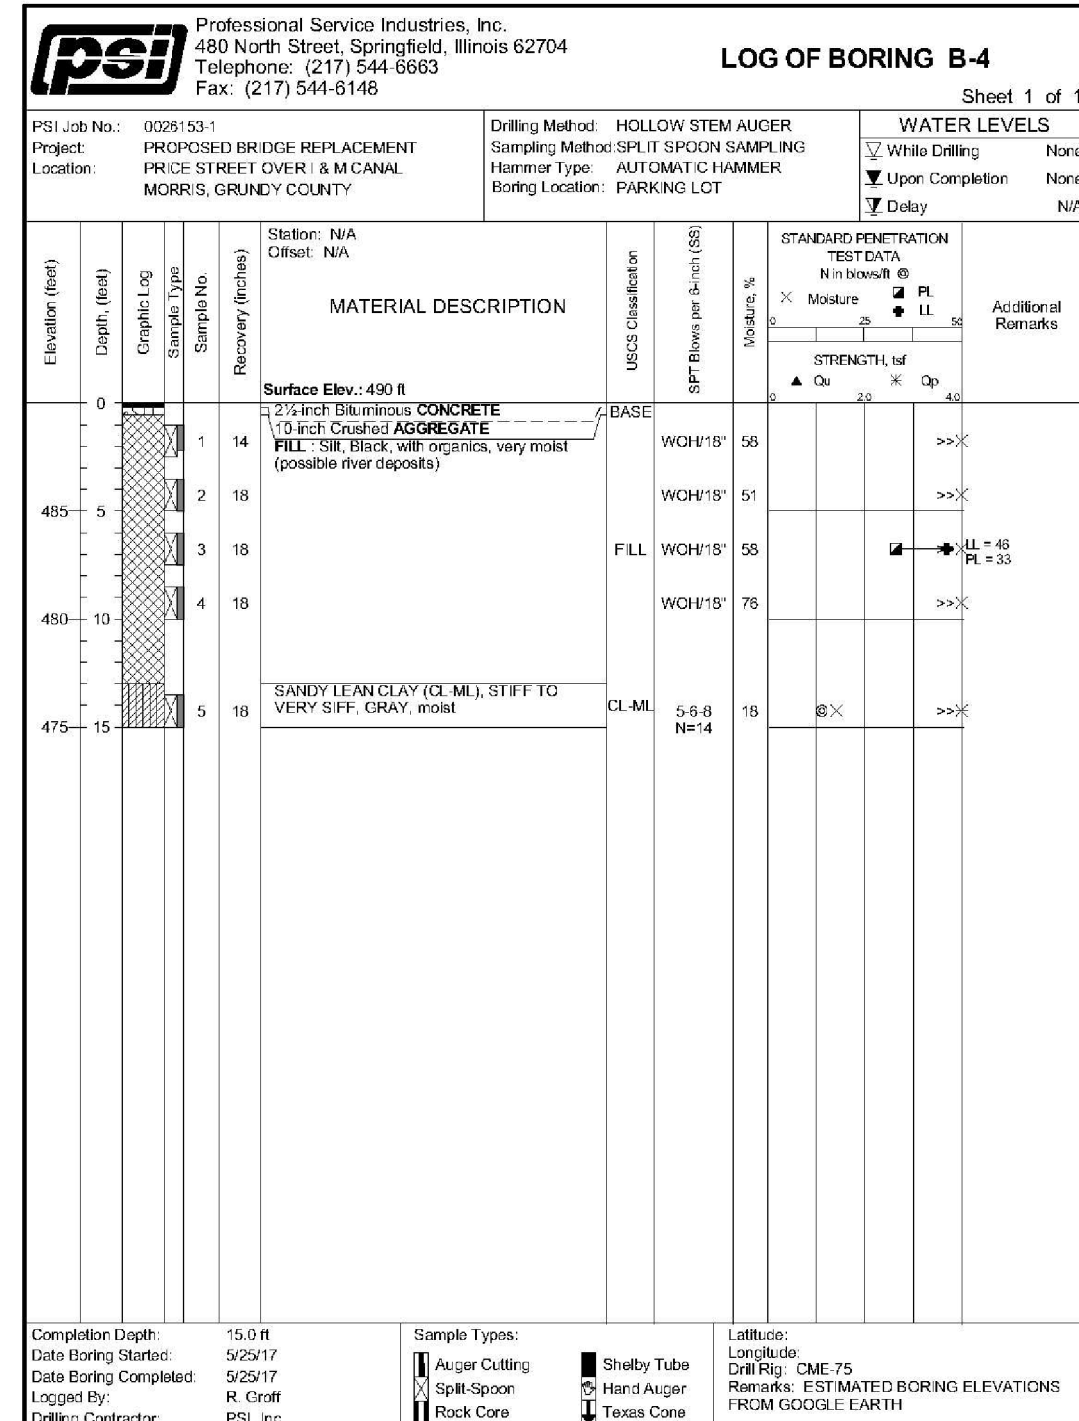 psi
Professional Service Industries, Inc.
480 North Street, Springfield, Illinois 62704
Telephone: (217) 544-6663
Fax: (217) 544-6148
LOG OF BORING B-4
Sheet 1 of 1
PSI Job No.: 0026153-1
Project: PROPOSED BRIDGE REPLACEMENT
Location: PRICE STREET OVER I & M CANAL
MORRIS, GRUNDY COUNTY
Drilling Method: HOLLOW STEM AUGER
Sampling Method: SPLIT SPOON SAMPLING
Hammer Type: AUTOMATIC HAMMER
Boring Location: PARKING LOT
WATER LEVELS
While Drilling None
Upon Completion None
Delay N/A
Elevation (feet)
Depth, (feet)
Graphic Log
Sample Type
Sample No.
Recovery (inches)
Station: N/A
Offset: N/A
MATERIAL DESCRIPTION
Surface Elev.: 490 ft
USCS Classification
SPT Blows per 6-inch (SS)
Moisture, %
STANDARD PENETRATION
TEST DATA
N in blows/ft ◎
× Moisture
PL
LL
0 25 50
STRENGTH, tsf
▲ Qu ✳ Qp
0 2.0 4.0
Additional
Remarks
0
2½-inch Bituminous CONCRETE
BASE
10-inch Crushed AGGREGATE
1 14
FILL : Silt, Black, with organics, very moist
(possible river deposits)
WOH/18" 58 >>×
2 18 WOH/18" 51 >>×
485 5
3 18 FILL WOH/18" 58
LL = 46
PL = 33
4 18 WOH/18" 76 >>×
480 10
SANDY LEAN CLAY (CL-ML), STIFF TO
VERY SIFF, GRAY, moist
5 18 CL-ML 5-6-8 18 >>✳
N=14
475 15
Completion Depth: 15.0 ft
Date Boring Started: 5/25/17
Date Boring Completed: 5/25/17
Logged By: R. Groff
Drilling Contractor: PSI, Inc.
Sample Types:
Auger Cutting
Split-Spoon
Rock Core
Shelby Tube
Hand Auger
Texas Cone
Latitude:
Longitude:
Drill Rig: CME-75
Remarks: ESTIMATED BORING ELEVATIONS
FROM GOOGLE EARTH